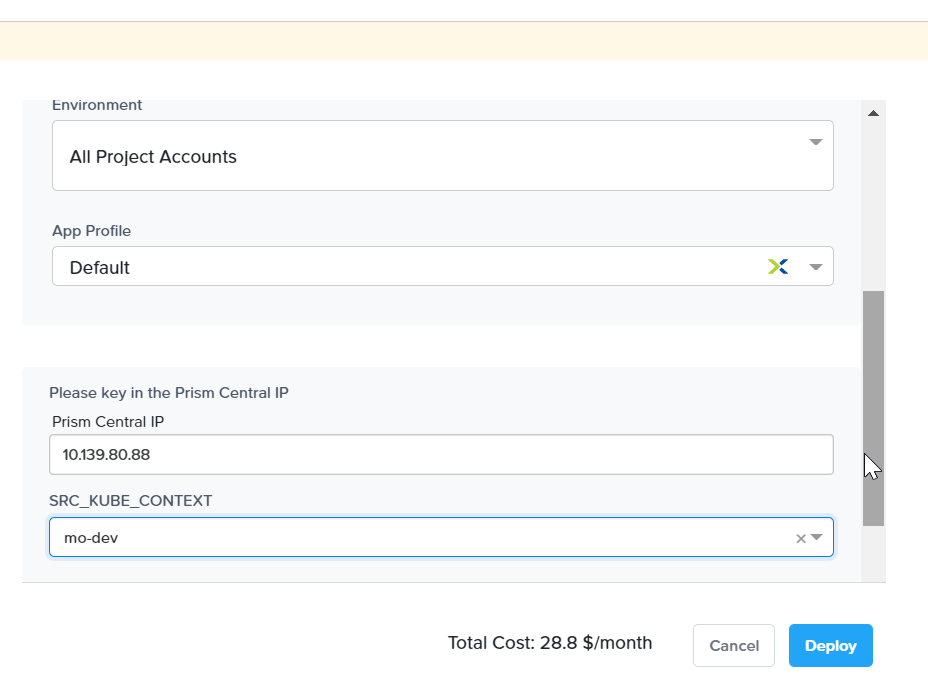 Environment
All Project Accounts
App Profile
Default
Please key in the Prism Central IP
Prism Central IP
10.139.80.88
SRC_KUBE_CONTEXT
mo-dev
Total Cost: 28.8 $/month
Cancel
Deploy